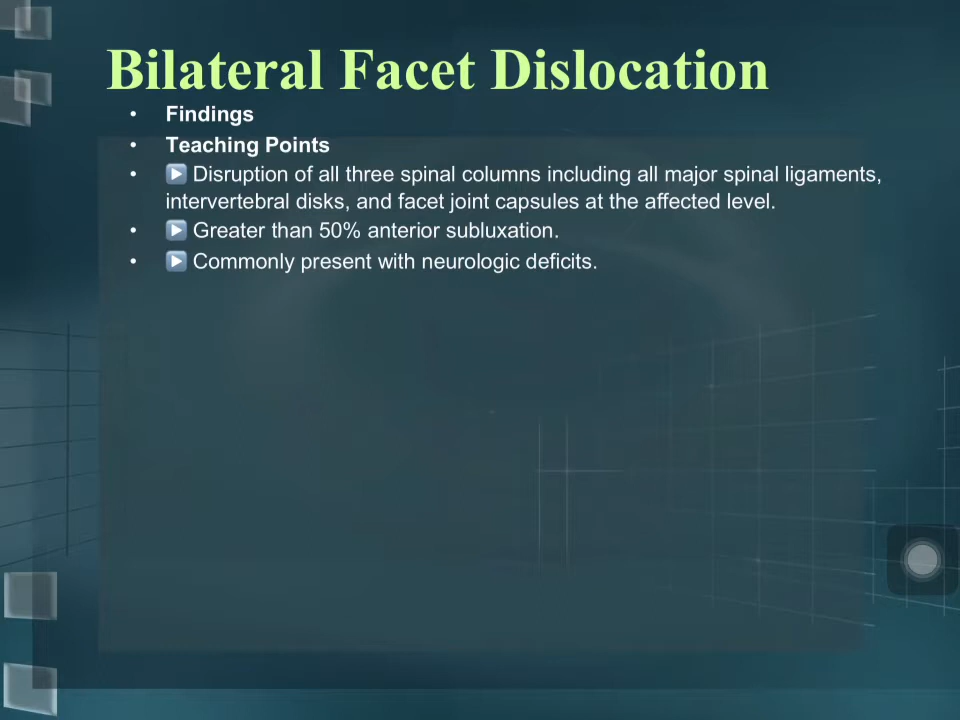 Bilateral Facet Dislocation
• Findings
• Teaching Points
• ▶ Disruption of all three spinal columns including all major spinal ligaments,
intervertebral disks, and facet joint capsules at the affected level.
• ▶ Greater than 50% anterior subluxation.
• ▶ Commonly present with neurologic deficits.